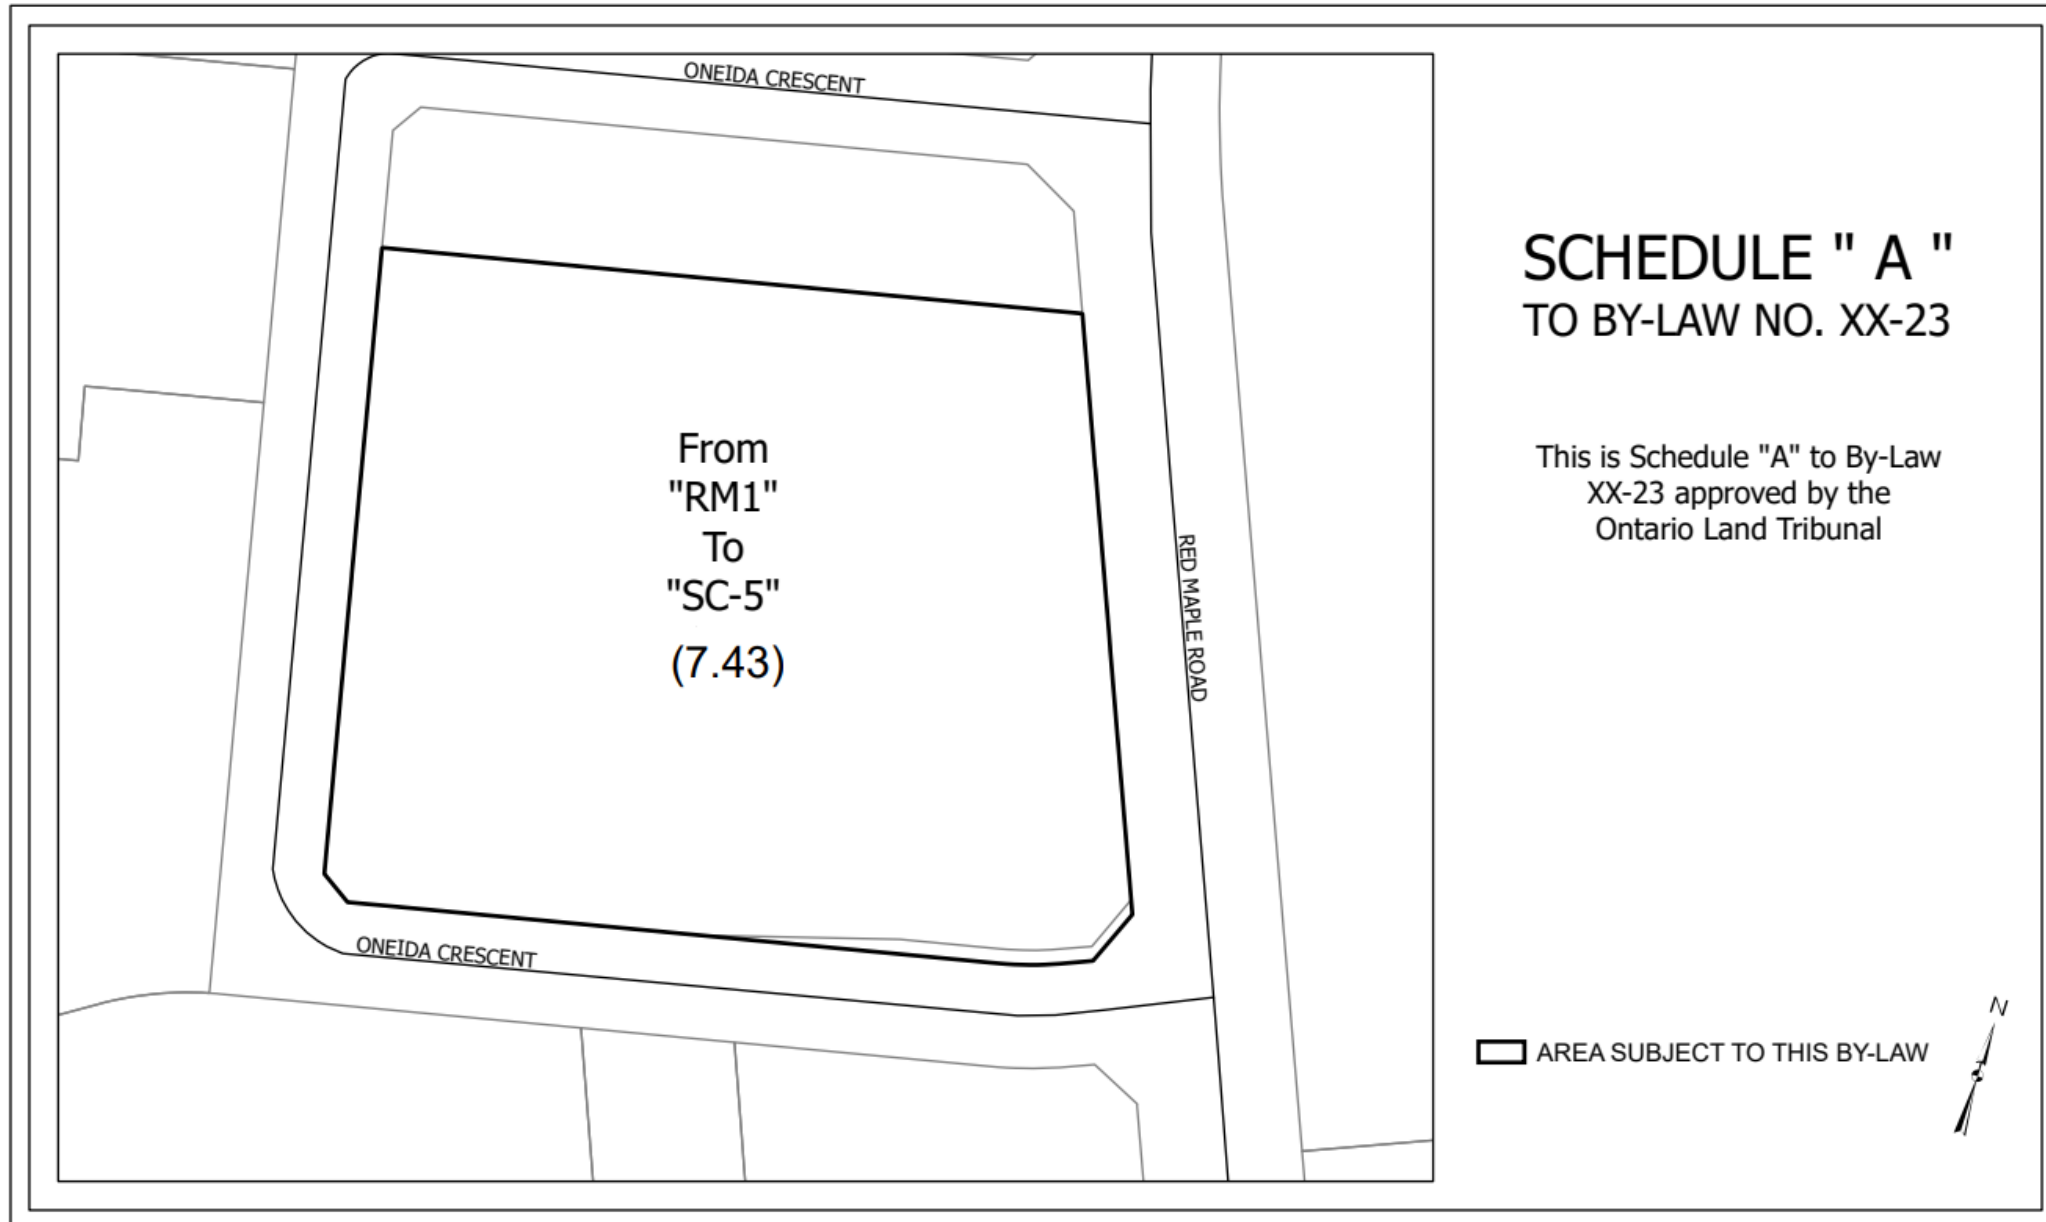 ONEIDA CRESCENT
From
"RM1"
To
"SC-5"
(7.43)
RED MAPLE ROAD
ONEIDA CRESCENT
SCHEDULE " A "
TO BY-LAW NO. XX-23
This is Schedule "A" to By-Law
XX-23 approved by the
Ontario Land Tribunal
AREA SUBJECT TO THIS BY-LAW
N